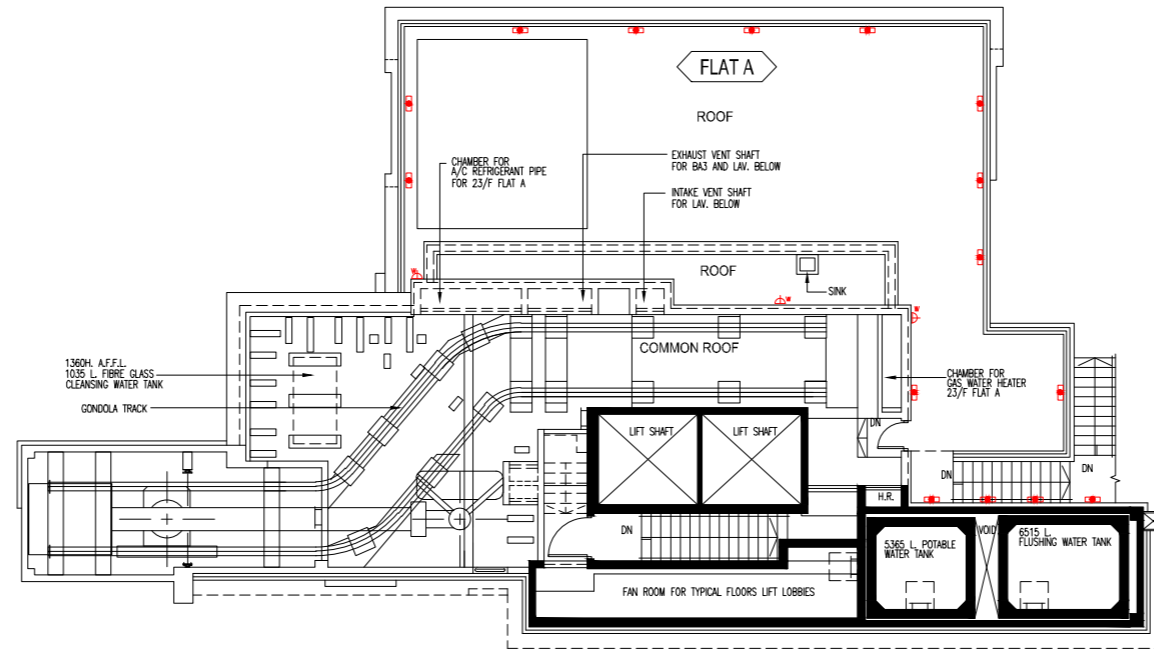 FLAT A
ROOF
CHAMBER FOR
A/C REFRIGERANT PIPE
FOR 23/F FLAT A
EXHAUST VENT SHAFT
FOR BA3 AND LAV. BELOW
INTAKE VENT SHAFT
FOR LAV. BELOW
ROOF
SINK
W
W
W
COMMON ROOF
1360H. A.F.F.L.
1035 L. FIBRE GLASS
CLEANSING WATER TANK
GONDOLA TRACK
CHAMBER FOR
GAS WATER HEATER
23/F FLAT A
LIFT SHAFT
LIFT SHAFT
DN
DN
DN
H.R.
DN
5365 L. POTABLE
WATER TANK
VOID
6515 L.
FLUSHING WATER TANK
FAN ROOM FOR TYPICAL FLOORS LIFT LOBBIES